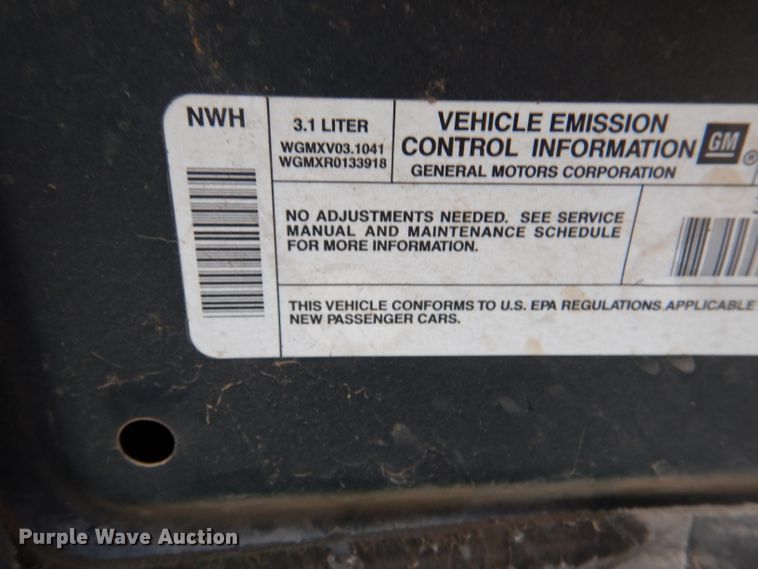 NWH
3.1 LITER
WGMXV03.1041
WGMXR0133918
VEHICLE EMISSION
CONTROL INFORMATION
GENERAL MOTORS CORPORATION
GM
®
NO ADJUSTMENTS NEEDED. SEE SERVICE
MANUAL AND MAINTENANCE SCHEDULE
FOR MORE INFORMATION.
THIS VEHICLE CONFORMS TO U.S. EPA REGULATIONS APPLICABLE
NEW PASSENGER CARS.
Purple Wave Auction